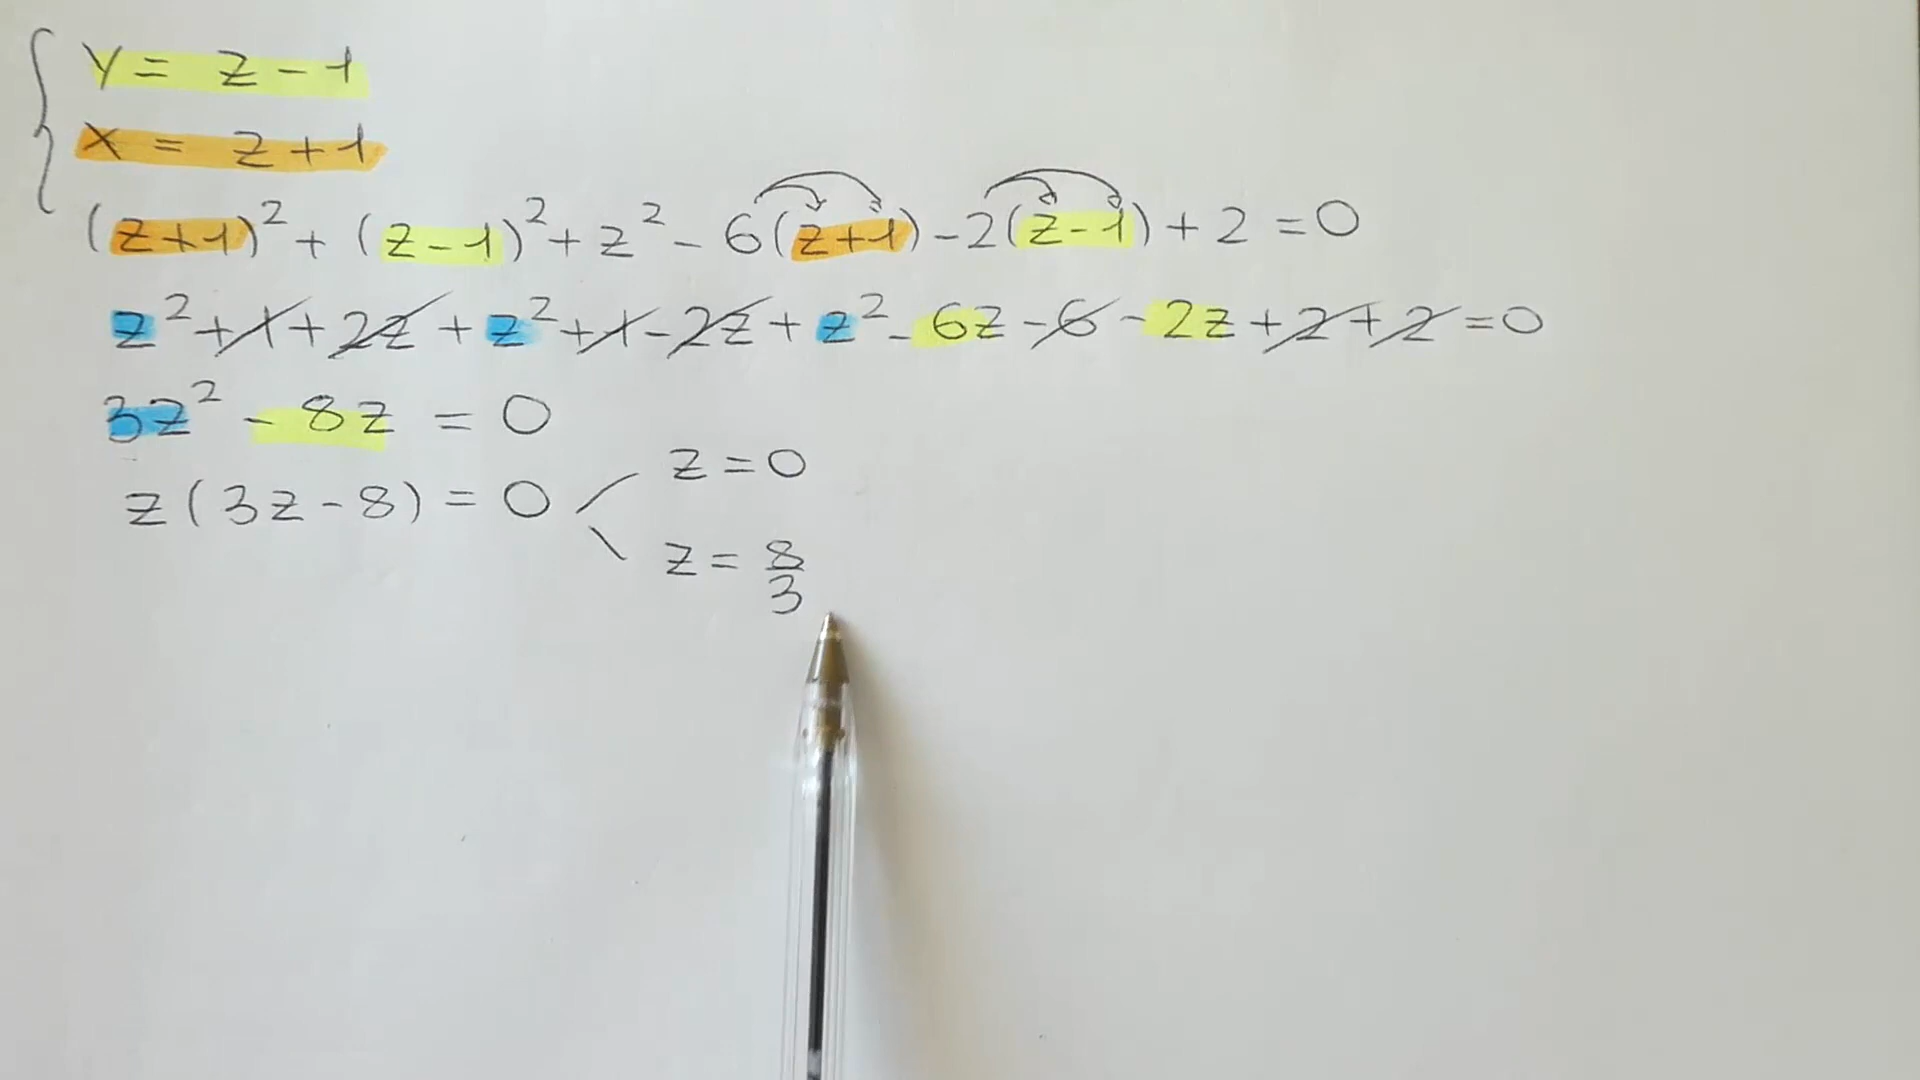 y = z - 1
x = z + 1
(z+1)² + (z-1)² + z² - 6(z+1) - 2(z-1) + 2 = 0
z² + 1 + 2z + z² + 1 - 2z + z² - 6z - 6 - 2z + 2 + 2 = 0
3z² - 8z = 0
z(3z - 8) = 0
z = 0
z = 8/3